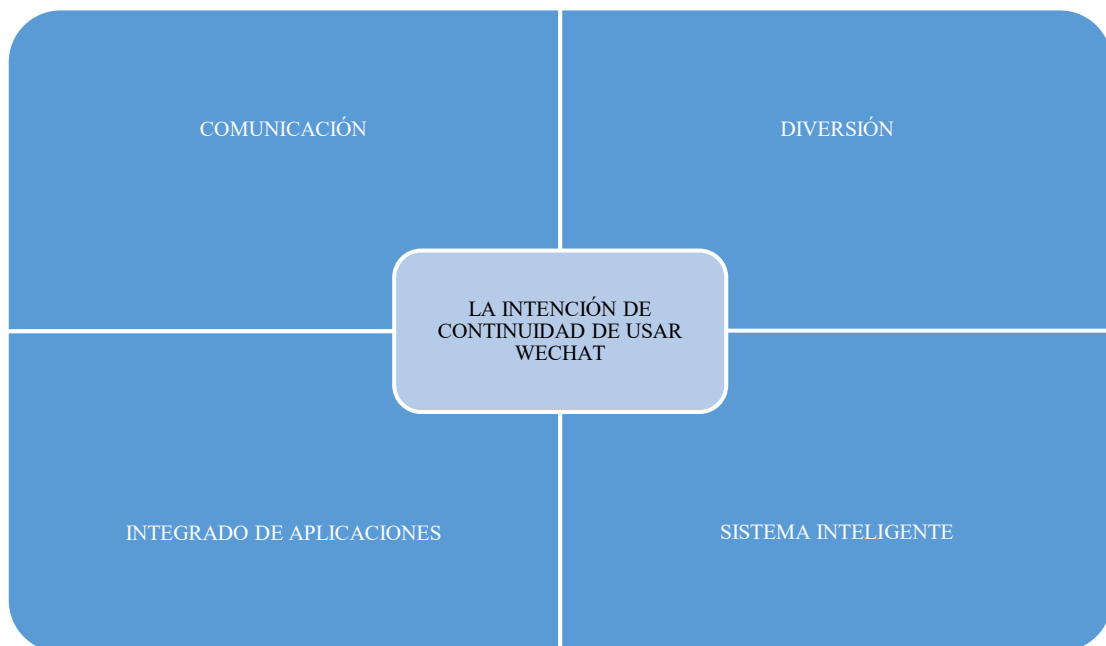 COMUNICACIÓN
DIVERSIÓN
LA INTENCIÓN DE
CONTINUIDAD DE USAR
WECHAT
INTEGRADO DE APLICACIONES
SISTEMA INTELIGENTE